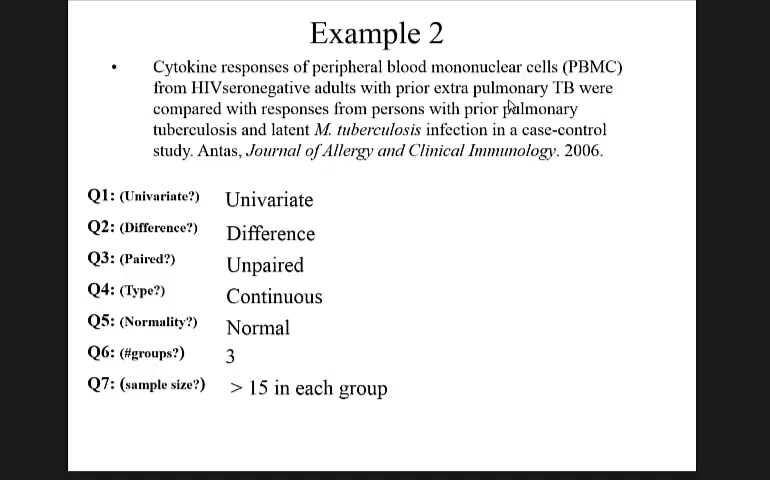 Example 2
• Cytokine responses of peripheral blood mononuclear cells (PBMC)
from HIVseronegative adults with prior extra pulmonary TB were
compared with responses from persons with prior pulmonary
tuberculosis and latent M. tuberculosis infection in a case-control
study. Antas, Journal of Allergy and Clinical Immunology. 2006.
Q1: (Univariate?) Univariate
Q2: (Difference?) Difference
Q3: (Paired?) Unpaired
Q4: (Type?) Continuous
Q5: (Normality?) Normal
Q6: (#groups?) 3
Q7: (sample size?) > 15 in each group